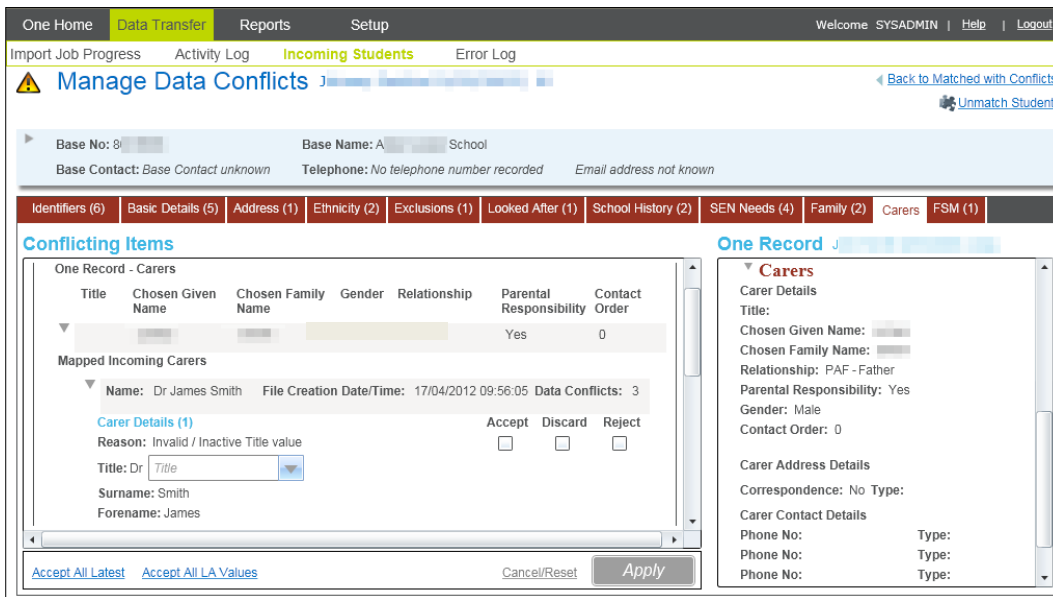 One Home Data Transfer Reports Setup Welcome SYSADMIN | Help | Logout
Import Job Progress Activity Log Incoming Students Error Log
Manage Data Conflicts J
Back to Matched with Conflicts
Unmatch Student
Base No: 8 Base Name: A School
Base Contact: Base Contact unknown Telephone: No telephone number recorded Email address not known
Identifiers (6) Basic Details (5) Address (1) Ethnicity (2) Exclusions (1) Looked After (1) School History (2) SEN Needs (4) Family (2) Carers FSM (1)
Conflicting Items
One Record - Carers
Title Chosen Given Name Chosen Family Name Gender Relationship Parental Responsibility Contact Order
Yes 0
Mapped Incoming Carers
Name: Dr James Smith File Creation Date/Time: 17/04/2012 09:56:05 Data Conflicts: 3
Carer Details (1) Accept Discard Reject
Reason: Invalid / Inactive Title value
Title: Dr Title
Surname: Smith
Forename: James
Accept All Latest Accept All LA Values Cancel/Reset Apply
One Record J
Carers
Carer Details
Title:
Chosen Given Name:
Chosen Family Name:
Relationship: PAF - Father
Parental Responsibility: Yes
Gender: Male
Contact Order: 0
Carer Address Details
Correspondence: No Type:
Carer Contact Details
Phone No: Type:
Phone No: Type:
Phone No: Type: